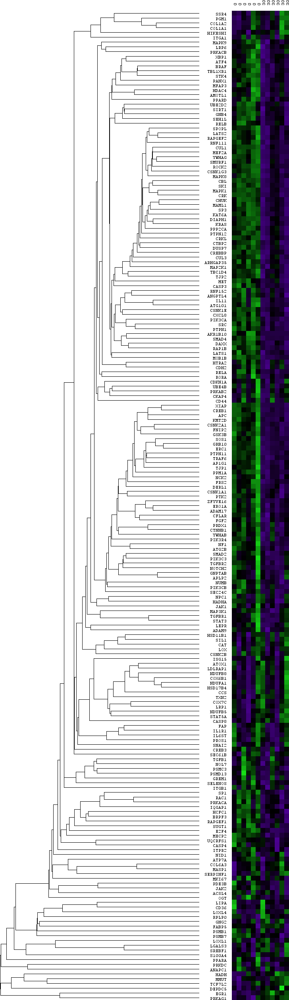 0 0 0 0 0 0 30 30 30 30 30 30
SSR4
PGM1
COL1A2
COL1A1
HIKESHI
ITGA1
MAPK9
LRP6
PRKACB
XBP1
ATF4
BRAF
TBL1XR1
STK4
PANX1
MFAP3
HDAC4
AMOTL1
PPARD
UBE2D2
SIRT1
GNB4
SEH1L
RELB
SPOPL
LATS2
RAPGEF2
RNF111
CUL1
MEF2A
YWHAG
SMURF1
ROCK2
CSNK1G3
MAPK8
CBL
SKI
MAPK1
CRK
CHUK
MAML1
SP3
KAT6A
DIAPH1
KRAS
PPP2CA
PTPN12
CRKL
CTBP2
DUSP7
CREBBP
CUL3
ARHGAP35
MAP2K1
TBC1D4
TJP2
MET
CASP3
RNF152
ANGPTL4
IL11
ATG101
CSNK1E
CXCL8
PIK3CA
SRC
PTPN1
AKR1B10
SMAD4
DAXX
RAP1B
LATS1
MOB1B
HTRA2
CDH2
RELA
RORA
CDKN1A
UBE4B
PRKAB2
CKAP4
CD44
XIAP
CREB1
APC
KMT2D
CSNK2A1
FNIP2
GSK3B
SOS1
GRB10
ERC1
PTPN11
TRAF6
AP1G1
TJP1
PPM1A
NCK2
FRS2
DERL1
CSNK1A1
PTK2
ZFYVE16
ERO1A
ADAM17
CFLAR
FGF2
PRDX1
CTNNB1
YWHAB
PIK3R4
NF1
ATG2B
SMAD2
PIK3C3
TGFBR2
NOTCH2
GNPTAB
APLP2
NUMB
PIK3CB
SEC24C
NPC1
HADHA
JAK1
MAP3K1
TGFBR1
STAT3
LEPR
ADAM9
HSD11B1
SIL1
CAT
LOX
CSNK2B
ISG15
ATOX1
LDLRAP1
NDUFB8
COX6B1
NDUFA1
HSD17B4
CCS
TXN2
COX7C
LRP1
NDUFB5
STAT5A
CASP8
FAP
IL1R1
IL6ST
PROS1
SNAI2
CREB3
SEC61B
TGFB1
NOL7
PSMC3
PSMD13
GREM1
SELENOS
ITGB1
SP1
RAC1
PRKACA
IQGAP1
HCFC1
BRPF3
RAPGEF1
SUGT1
E2F4
MECP2
UQCRFS1
CASP4
ITPR2
NID1
ATP7A
COL6A3
MASP1
SERPINF1
MKI67
PDE3B
JAK2
ACSL4
OGT
LIPA
CD36
LOXL4
RPLP0
GNG2
FABP5
PSMB1
PSMB7
LOXL1
LGALS3
SREBF1
S100A4
PPARA
PRKDC
ANAPC1
HADH
MMUT
TCF7L2
DEPDC5
EGR1
PRKAG1